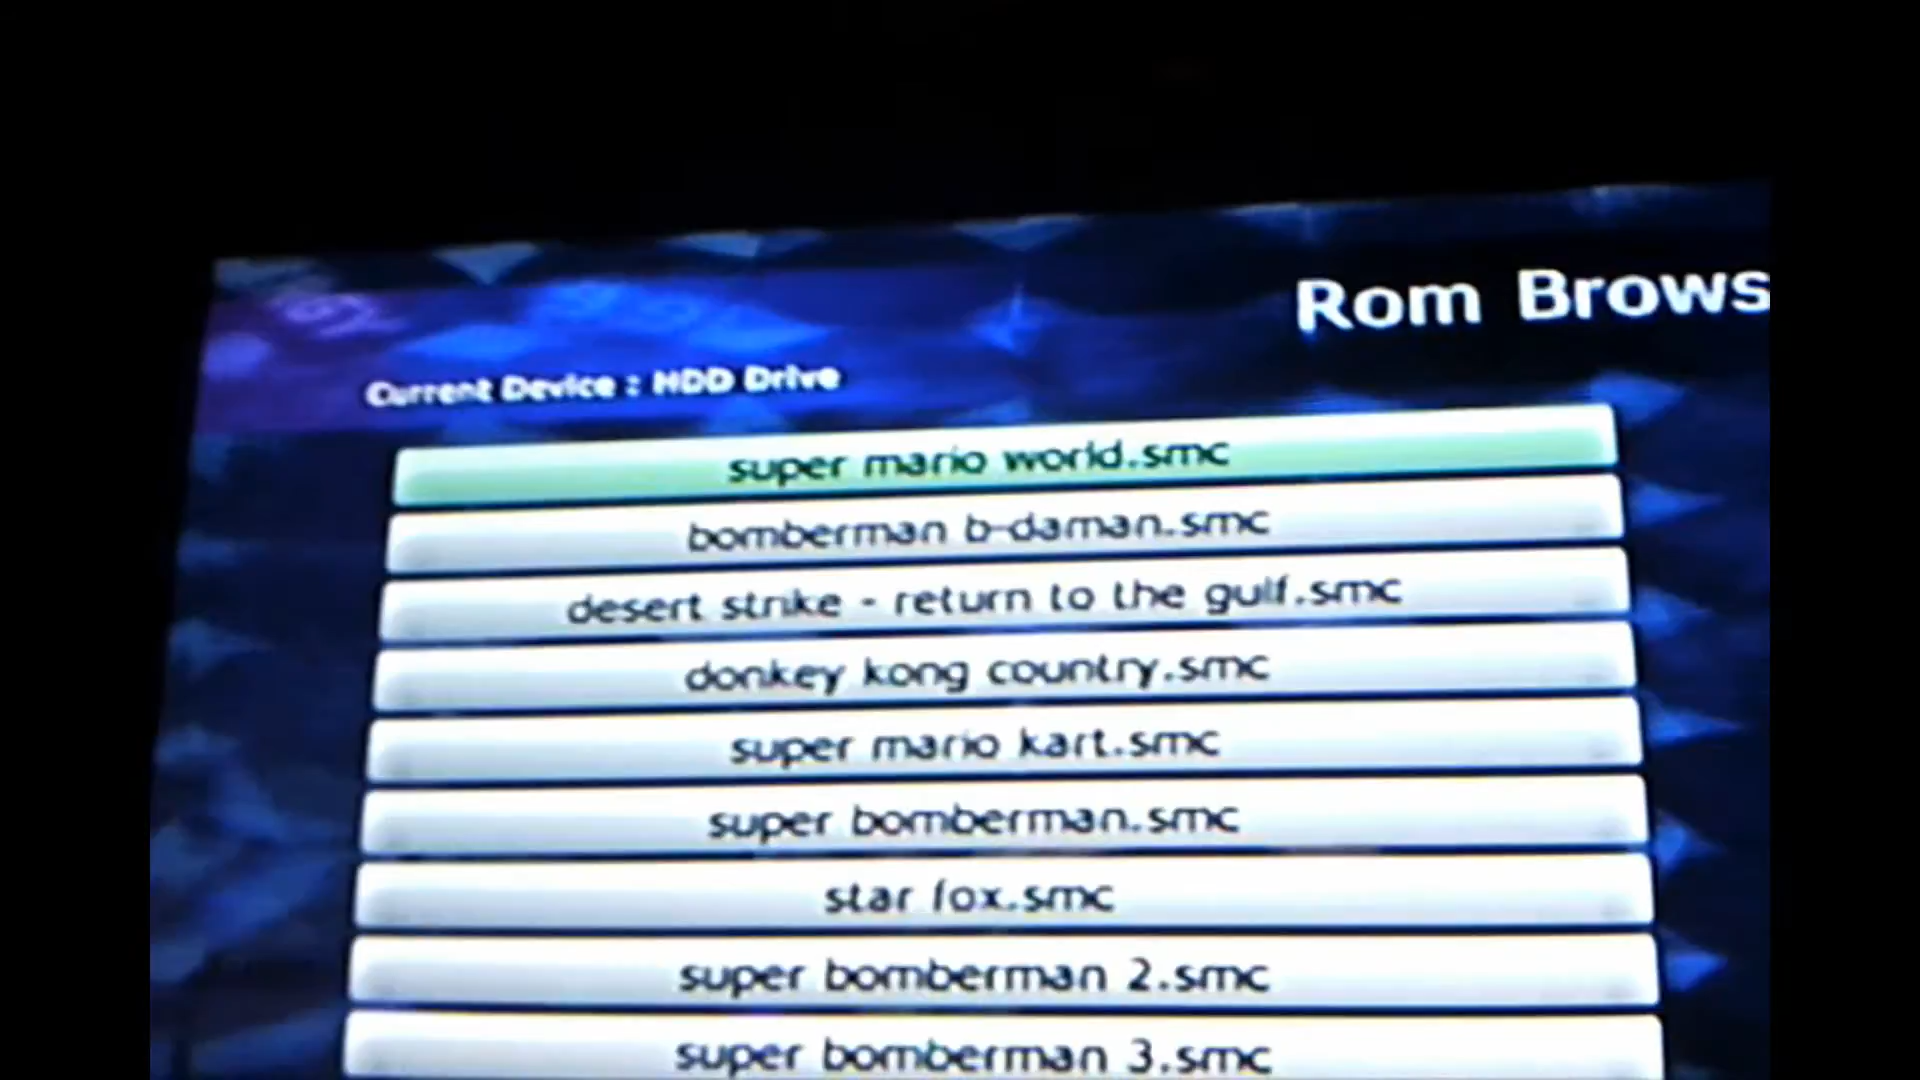 Rom Brows
Current Device : HDD Drive
super mario world.smc
bomberman b-daman.smc
desert strike - return to the gulf.smc
donkey kong country.smc
super mario kart.smc
super bomberman.smc
star fox.smc
super bomberman 2.smc
super bomberman 3.smc